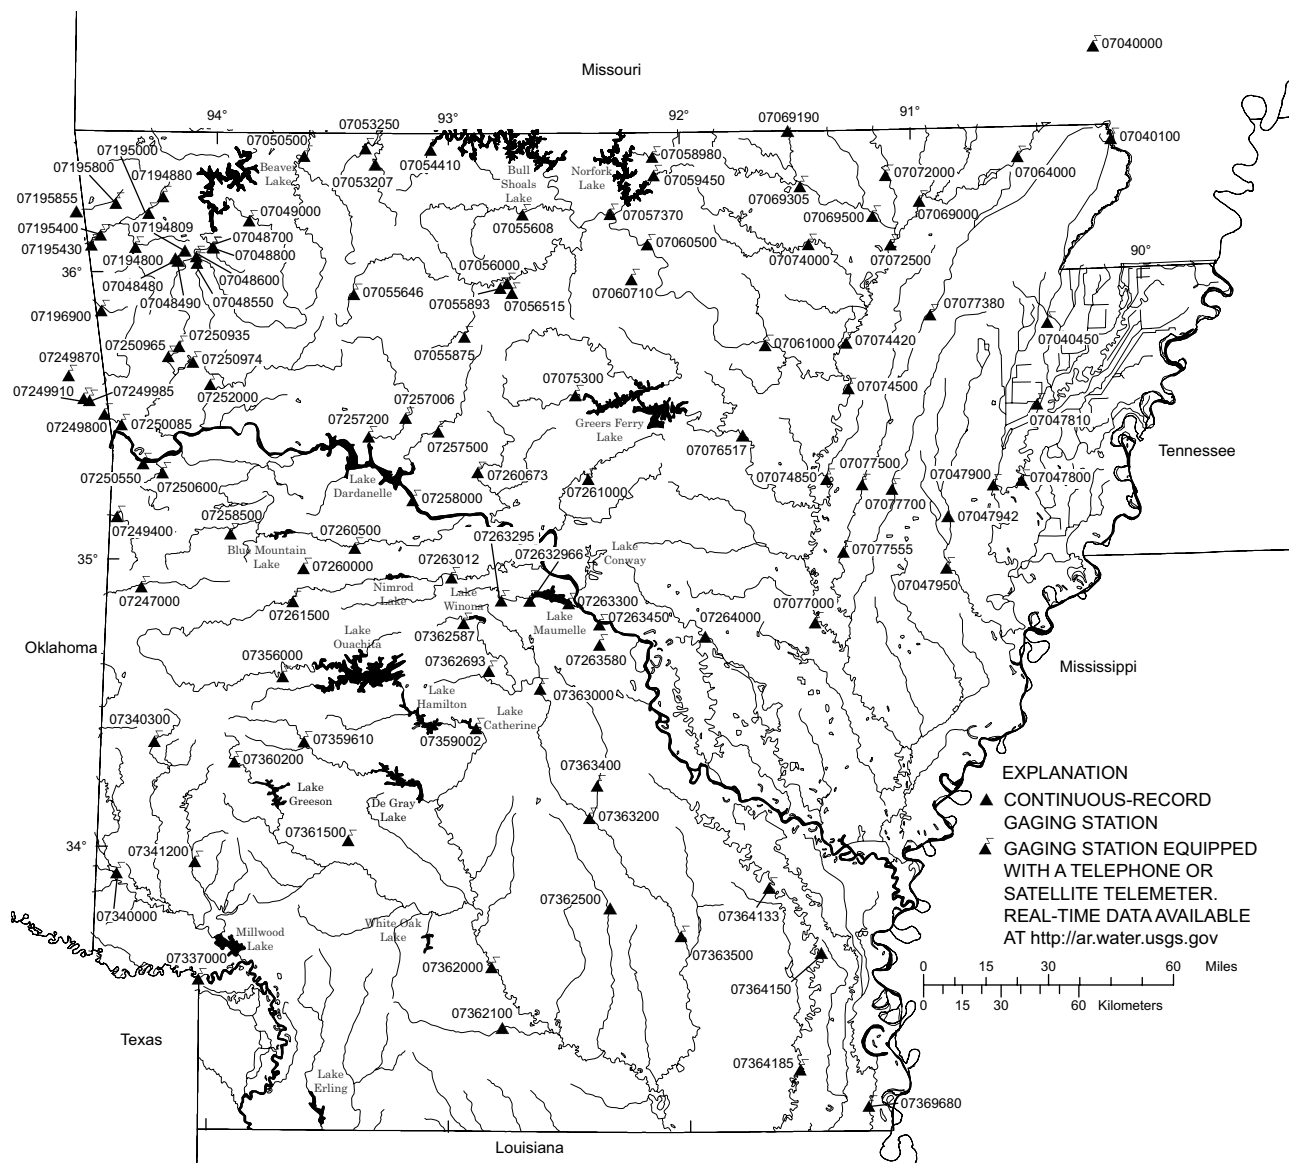 07040000
Missouri
94°
93°
92°
91°
07069190
07053250
07050500
07040100
07195000
07195800
07194880
Beaver
Lake
07054410
07053207
Bull
Shoals
Lake
Norfork
Lake
07058980
07059450
07072000
07064000
07069305
07195855
07049000
07057370
07069500
07069000
07195400
07194809
07048700
07055608
07195430
07048800
07060500
07074000
07072500
90°
07194800
07056000
36°
07048480
07048600
07048490
07048550
07055646
07055893
07056515
07060710
07196900
07077380
07040450
07250935
07250965
07250974
07055875
07061000
07074420
07249870
07249985
07252000
07075300
07074500
07249910
07257006
07249800
07250085
07257200
Greers Ferry
Lake
07047810
07257500
07076517
Tennessee
07250550
07250600
Lake
Dardanelle
07260673
07261000
07074850
07077500
07047900
07047800
07258000
07077700
07258500
07249400
07260500
07263295
07047942
Blue Mountain
Lake
07263012
072632966
Lake
Conway
07077555
35°
07260000
07047950
07247000
Nimrod
Lake
Lake
Winona
07261500
07263300
07077000
07263450
07264000
Lake
Maumelle
07362587
Lake
Ouachita
Oklahoma
07356000
07362693
07263580
Mississippi
Lake
Hamilton
07363000
Lake
Catherine
07340300
07359610
07359002
07360200
07363400
EXPLANATION
Lake
Greeson
De Gray
Lake
CONTINUOUS-RECORD
GAGING STATION
07363200
07361500
34°
07341200
GAGING STATION EQUIPPED
WITH A TELEPHONE OR
SATELLITE TELEMETER.
REAL-TIME DATA AVAILABLE
AT http://ar.water.usgs.gov
07340000
07362500
07364133
White Oak
Lake
Millwood
Lake
07337000
07362000
07363500
0 15 30 60 Miles
07364150
0 15 30 60 Kilometers
07362100
Texas
07364185
Lake
Erling
07369680
Louisiana